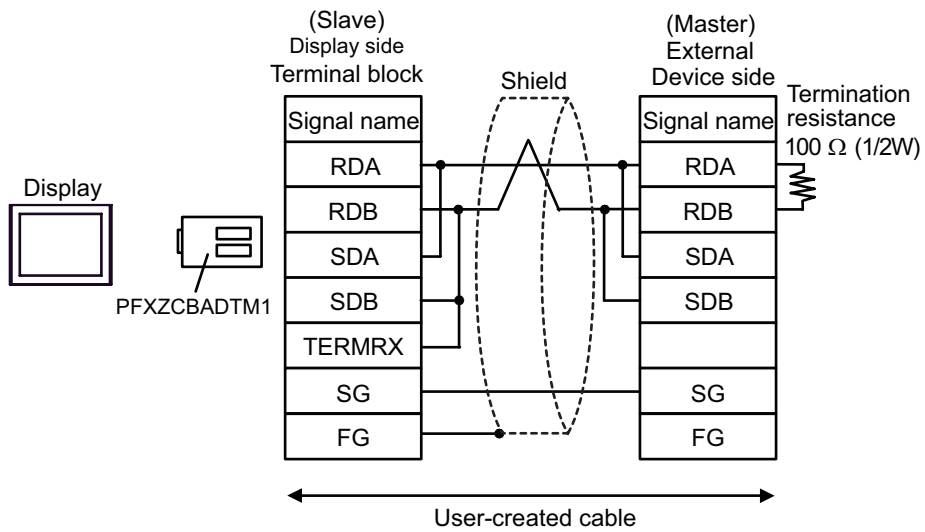 (Slave)
Display side
Terminal block
(Master)
External
Device side
Shield
Termination
resistance
100 Ω (1/2W)
Signal name
Signal name
RDA
RDA
Display
RDB
RDB
SDA
SDA
PFXZCBADTM1
SDB
SDB
TERMRX
SG
SG
FG
FG
User-created cable